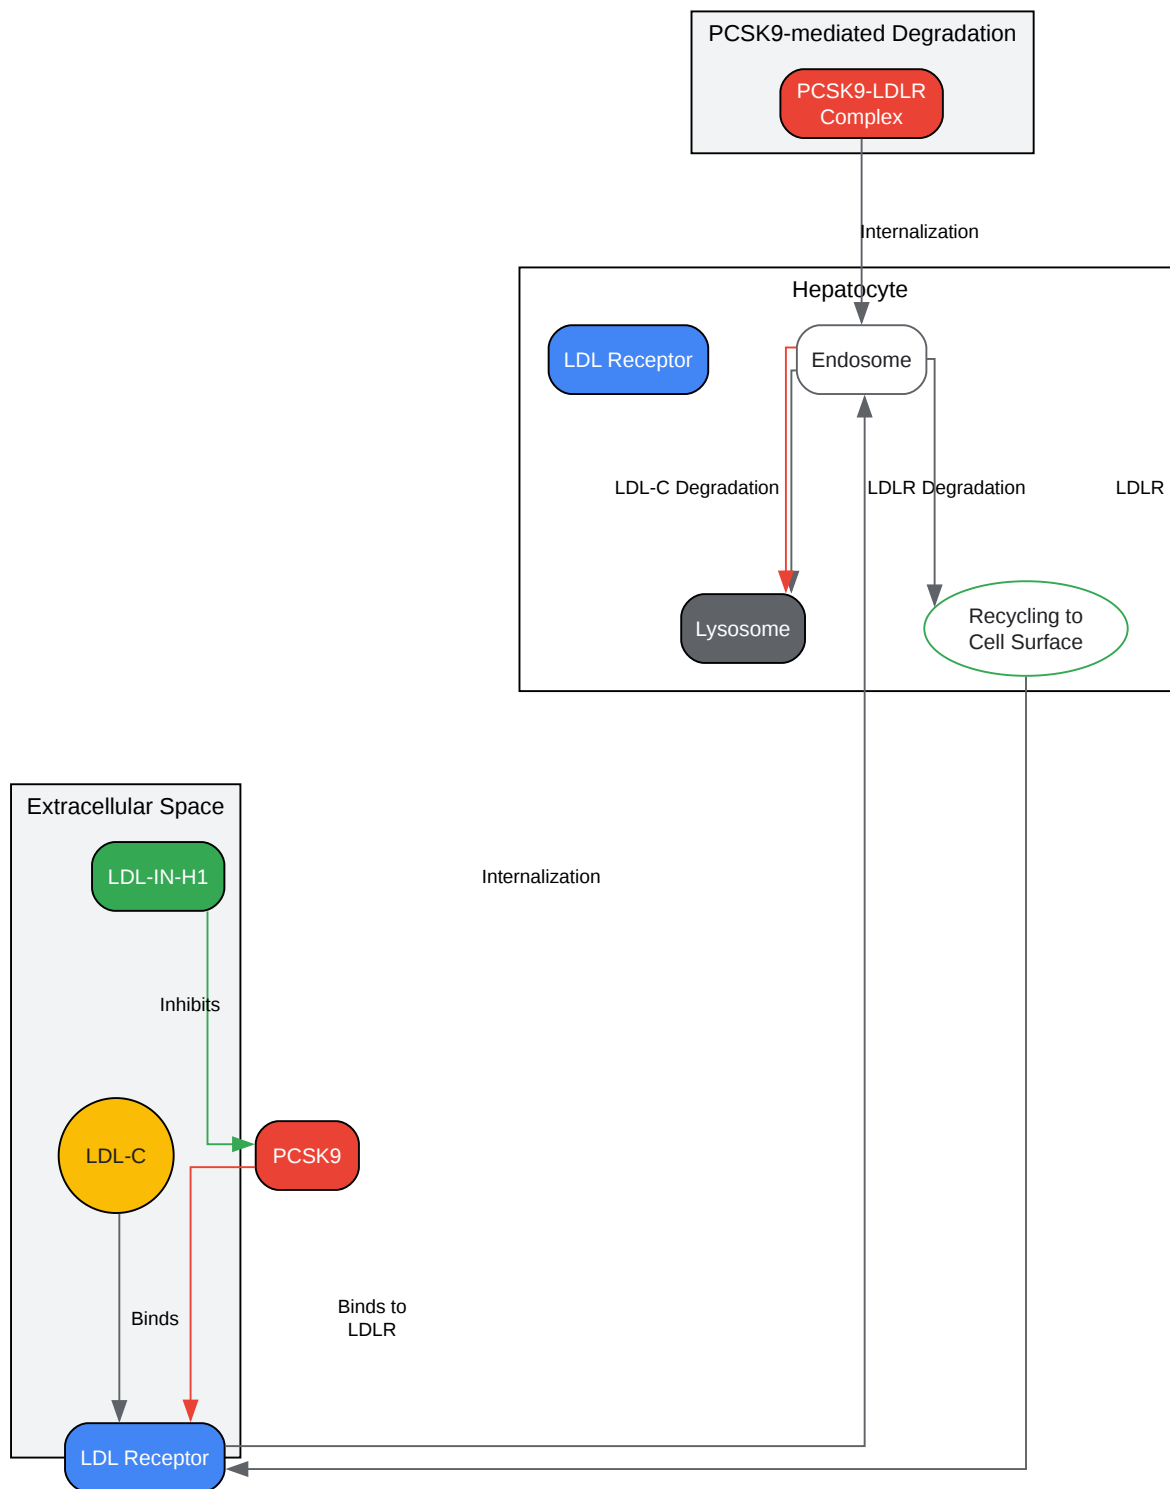 PCSK9-mediated Degradation
PCSK9-LDLR
Complex
Internalization
Hepatocyte
LDL Receptor
Endosome
LDL-C Degradation
LDLR Degradation
LDLR
Lysosome
Recycling to
Cell Surface
Extracellular Space
LDL-IN-H1
Internalization
Inhibits
LDL-C
PCSK9
Binds
Binds to
LDLR
LDL Receptor